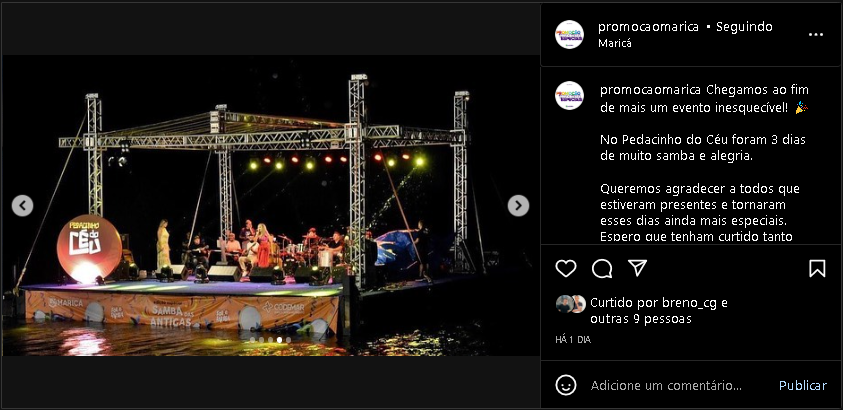 promocaomarica • Seguindo
Maricá
promocaomarica Chegamos ao fim
de mais um evento inesquecível! 🎉
No Pedacinho do Céu foram 3 dias
de muito samba e alegria.
Queremos agradecer a todos que
estiveram presentes e tornaram
esses dias ainda mais especiais.
Espero que tenham curtido tanto
Curtido por breno_cg e
outras 9 pessoas
HÁ 1 DIA
Adicione um comentário...
Publicar
PEDACINHO
do
CÉU
MARICÁ
SAMBA DAS
ANTIGAS
CODEMAR